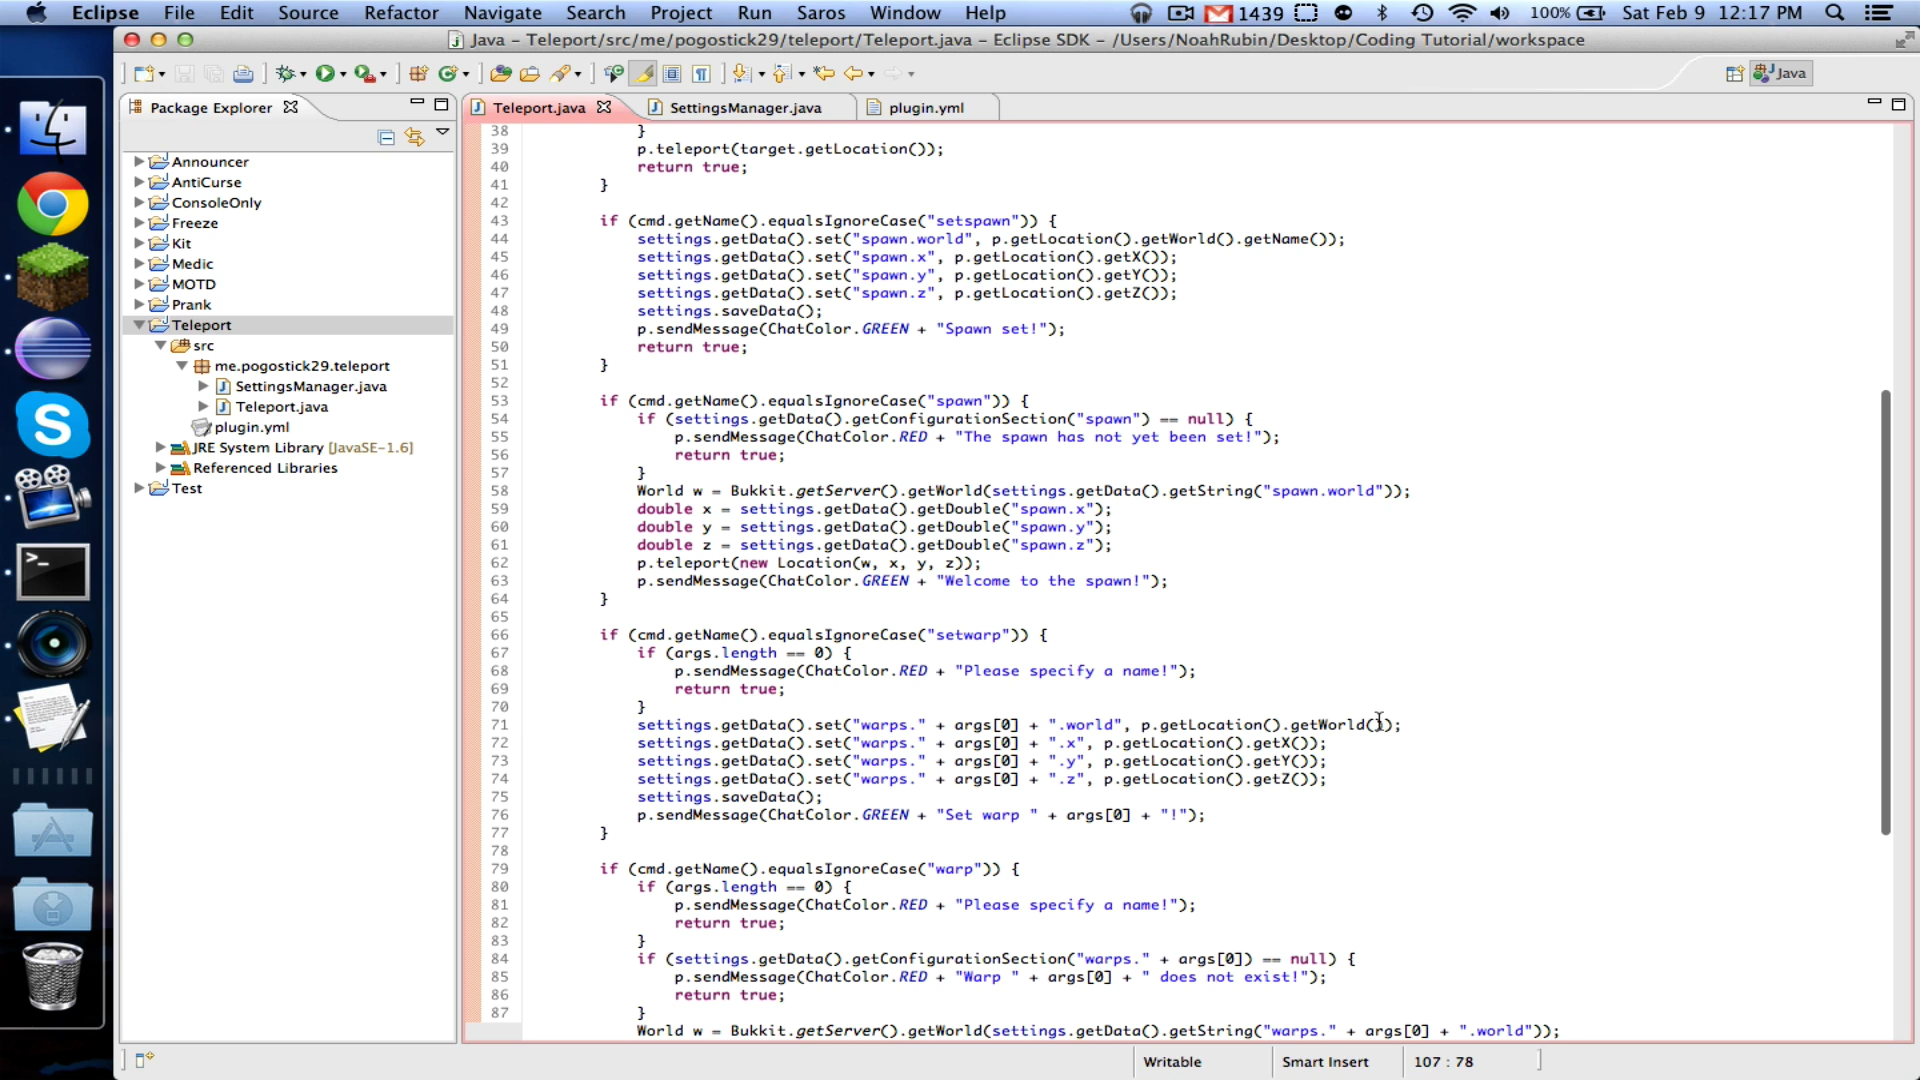 Eclipse File Edit Source Refactor Navigate Search Project Run Saros Window Help 1439 100% Sat Feb 9 12:17 PM
Java – Teleport/src/me/pogostick29/teleport/Teleport.java – Eclipse SDK – /Users/NoahRubin/Desktop/Coding Tutorial/workspace
Java
Package Explorer
Announcer
AntiCurse
ConsoleOnly
Freeze
Kit
Medic
MOTD
Prank
Teleport
src
me.pogostick29.teleport
SettingsManager.java
Teleport.java
plugin.yml
JRE System Library [JavaSE-1.6]
Referenced Libraries
Test
Teleport.java SettingsManager.java plugin.yml
38 }
39 p.teleport(target.getLocation());
40 return true;
41 }
42
43 if (cmd.getName().equalsIgnoreCase("setspawn")) {
44 settings.getData().set("spawn.world", p.getLocation().getWorld().getName());
45 settings.getData().set("spawn.x", p.getLocation().getX());
46 settings.getData().set("spawn.y", p.getLocation().getY());
47 settings.getData().set("spawn.z", p.getLocation().getZ());
48 settings.saveData();
49 p.sendMessage(ChatColor.GREEN + "Spawn set!");
50 return true;
51 }
52
53 if (cmd.getName().equalsIgnoreCase("spawn")) {
54 if (settings.getData().getConfigurationSection("spawn") == null) {
55 p.sendMessage(ChatColor.RED + "The spawn has not yet been set!");
56 return true;
57 }
58 World w = Bukkit.getServer().getWorld(settings.getData().getString("spawn.world"));
59 double x = settings.getData().getDouble("spawn.x");
60 double y = settings.getData().getDouble("spawn.y");
61 double z = settings.getData().getDouble("spawn.z");
62 p.teleport(new Location(w, x, y, z));
63 p.sendMessage(ChatColor.GREEN + "Welcome to the spawn!");
64 }
65
66 if (cmd.getName().equalsIgnoreCase("setwarp")) {
67 if (args.length == 0) {
68 p.sendMessage(ChatColor.RED + "Please specify a name!");
69 return true;
70 }
71 settings.getData().set("warps." + args[0] + ".world", p.getLocation().getWorld());
72 settings.getData().set("warps." + args[0] + ".x", p.getLocation().getX());
73 settings.getData().set("warps." + args[0] + ".y", p.getLocation().getY());
74 settings.getData().set("warps." + args[0] + ".z", p.getLocation().getZ());
75 settings.saveData();
76 p.sendMessage(ChatColor.GREEN + "Set warp " + args[0] + "!");
77 }
78
79 if (cmd.getName().equalsIgnoreCase("warp")) {
80 if (args.length == 0) {
81 p.sendMessage(ChatColor.RED + "Please specify a name!");
82 return true;
83 }
84 if (settings.getData().getConfigurationSection("warps." + args[0]) == null) {
85 p.sendMessage(ChatColor.RED + "Warp " + args[0] + " does not exist!");
86 return true;
87 }
World w = Bukkit.getServer().getWorld(settings.getData().getString("warps." + args[0] + ".world"));
Writable Smart Insert 107 : 78